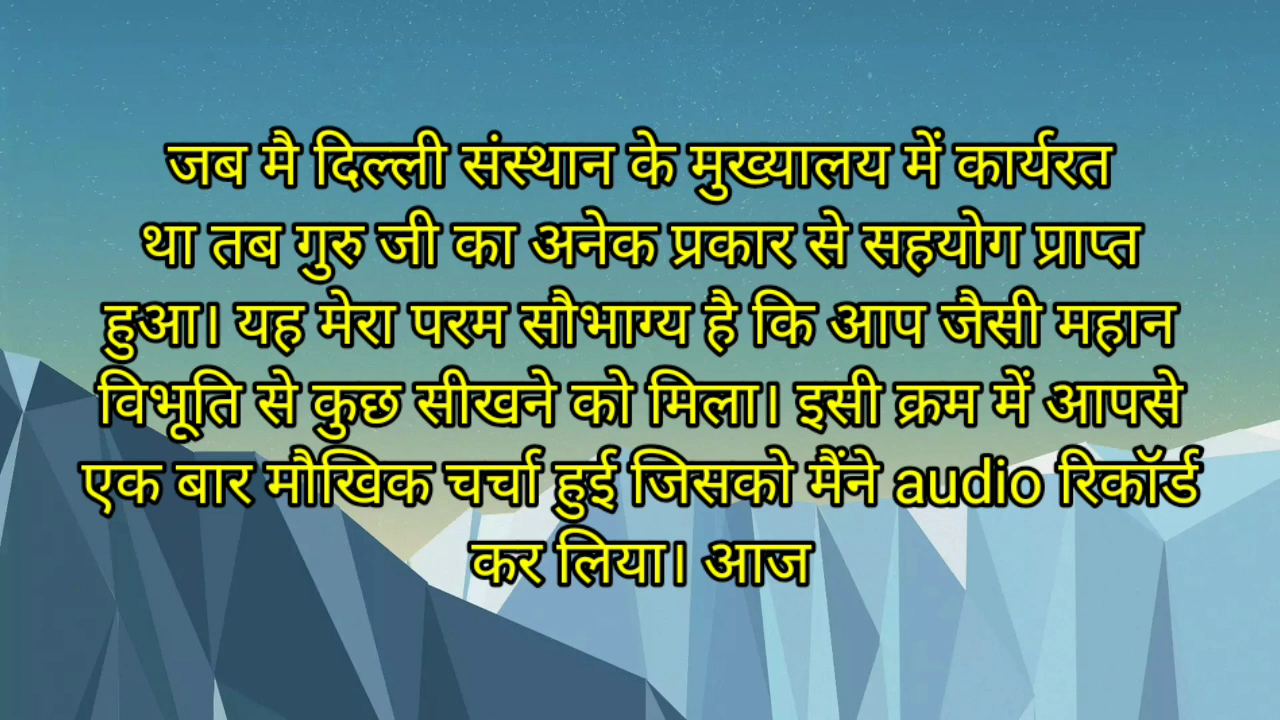 जब मै दिल्ली संस्थान के मुख्यालय में कार्यरत
था तब गुरु जी का अनेक प्रकार से सहयोग प्राप्त
हुआ। यह मेरा परम सौभाग्य है कि आप जैसी महान
विभूति से कुछ सीखने को मिला। इसी क्रम में आपसे
एक बार मौखिक चर्चा हुई जिसको मैंने audio रिकॉर्ड
कर लिया। आज